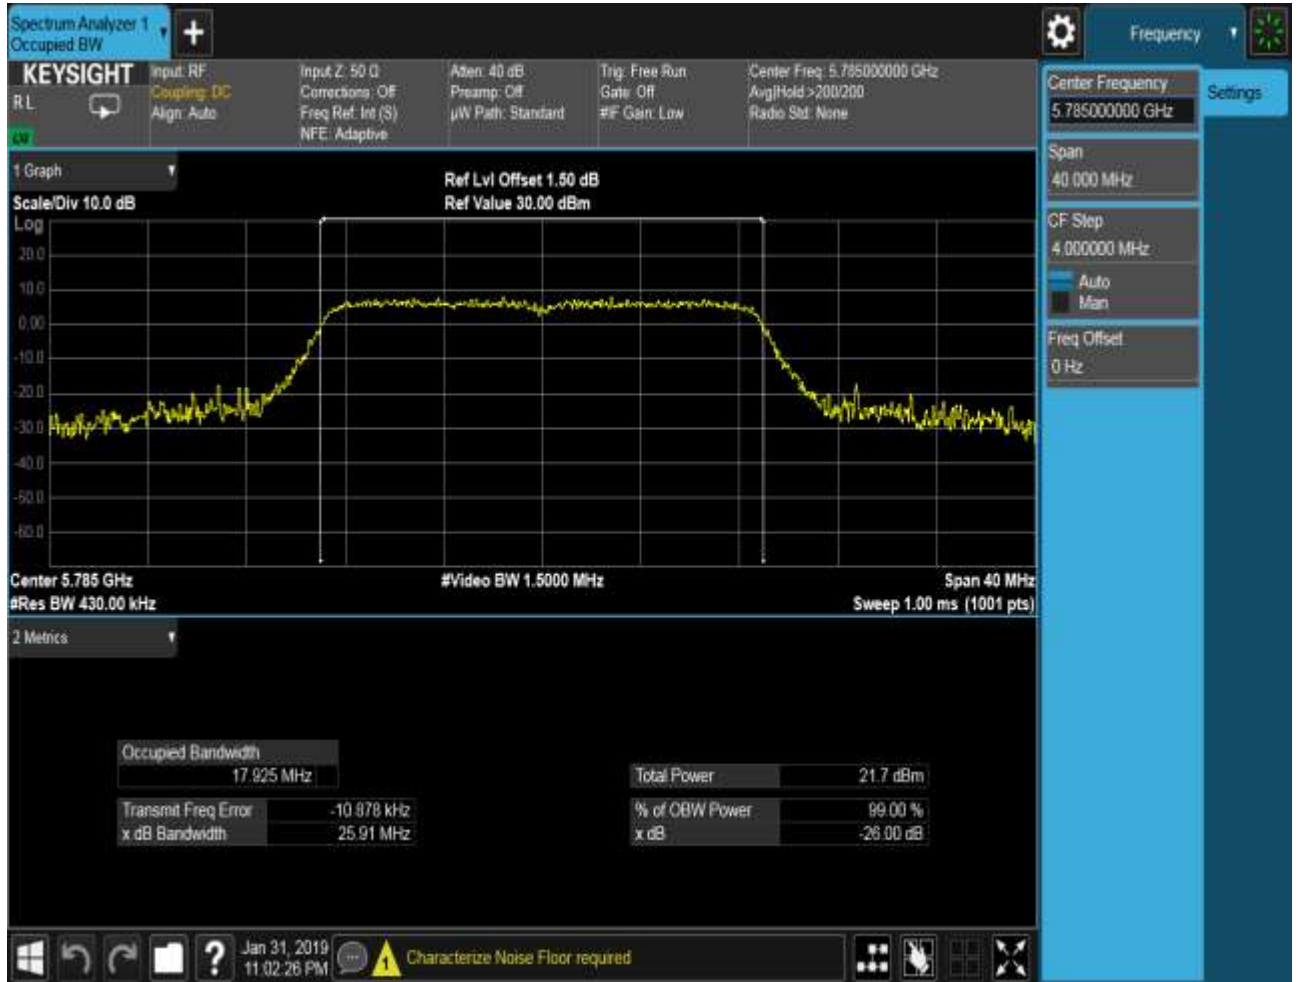 Spectrum Analyzer 1
Occupied BW
Frequency
KEYSIGHT
R L
Input: RF
Coupling: DC
Align: Auto
Input Z: 50 Ω
Corrections: Off
Freq Ref: Int (S)
NFE: Adaptive
Atten: 40 dB
Preamp: Off
µW Path: Standard
Trig: Free Run
Gate: Off
#IF Gain: Low
Center Freq: 5.785000000 GHz
Avg|Hold:>200/200
Radio Std: None
Center Frequency
5.785000000 GHz
Settings
Span
40.000 MHz
CF Step
4.000000 MHz
Auto
Man
Freq Offset
0 Hz
1 Graph
Ref Lvl Offset 1.50 dB
Scale/Div 10.0 dB
Ref Value 30.00 dBm
Log
20.0
10.0
0.00
-10.0
-20.0
-30.0
-40.0
-50.0
-60.0
Center 5.785 GHz
#Video BW 1.5000 MHz
Span 40 MHz
#Res BW 430.00 kHz
Sweep 1.00 ms (1001 pts)
2 Metrics
Occupied Bandwidth
17.925 MHz
Total Power 21.7 dBm
Transmit Freq Error -10.878 kHz
% of OBW Power 99.00 %
x dB Bandwidth 25.91 MHz
x dB -26.00 dB
?
Jan 31, 2019
11:02:26 PM
1
Characterize Noise Floor required